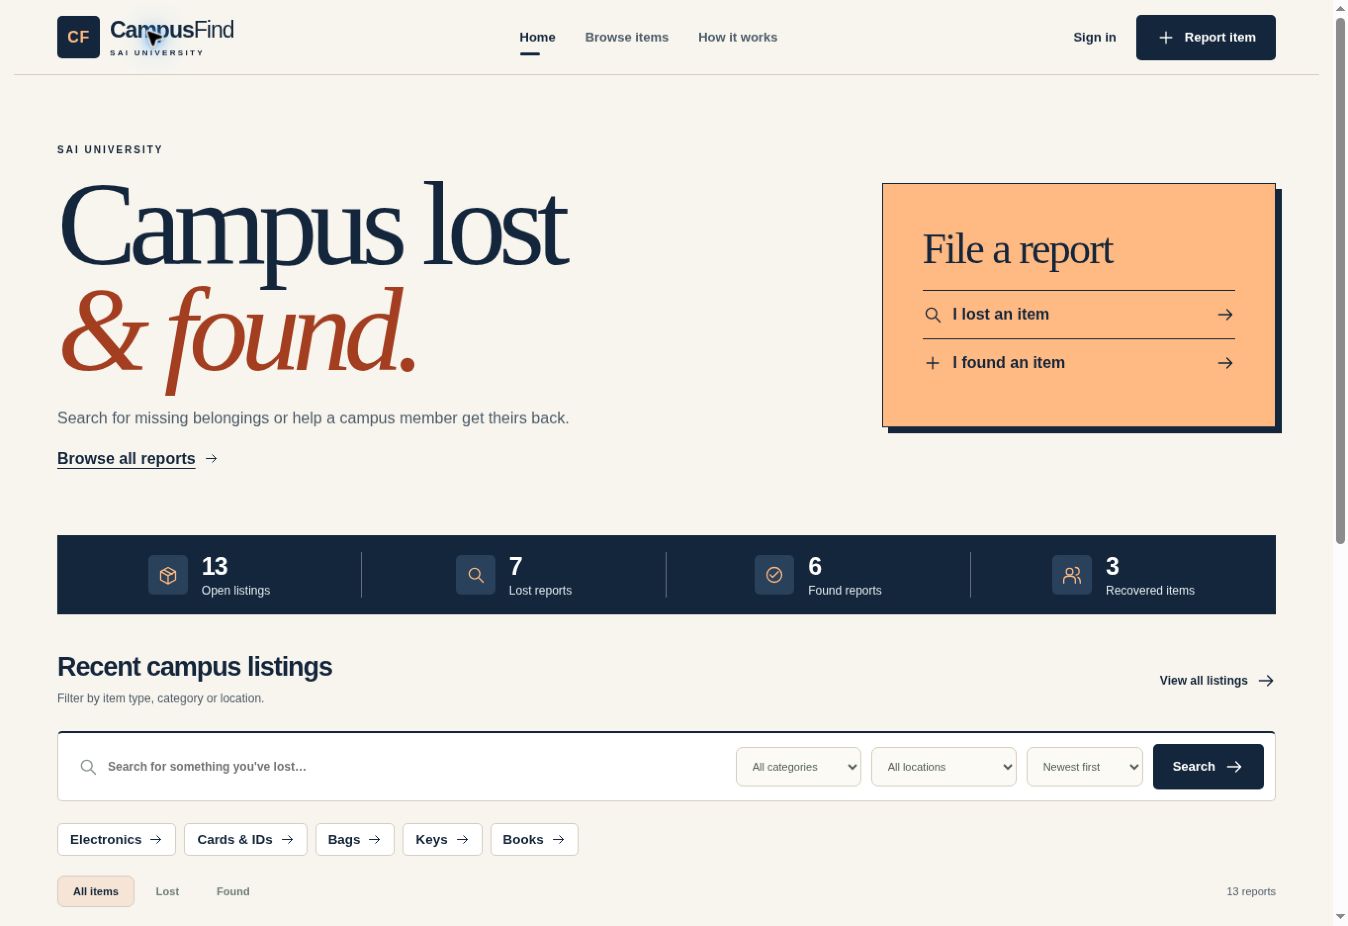 CF
CampusFind
SAI UNIVERSITY
Home
Browse items
How it works
Sign in
Report item
SAI UNIVERSITY
Campus lost
& found.
Search for missing belongings or help a campus member get theirs back.
Browse all reports
File a report
I lost an item
I found an item
13
Open listings
7
Lost reports
6
Found reports
3
Recovered items
Recent campus listings
Filter by item type, category or location.
View all listings
Search for something you've lost...
All categories
All locations
Newest first
Search
Electronics
Cards & IDs
Bags
Keys
Books
All items
Lost
Found
13 reports